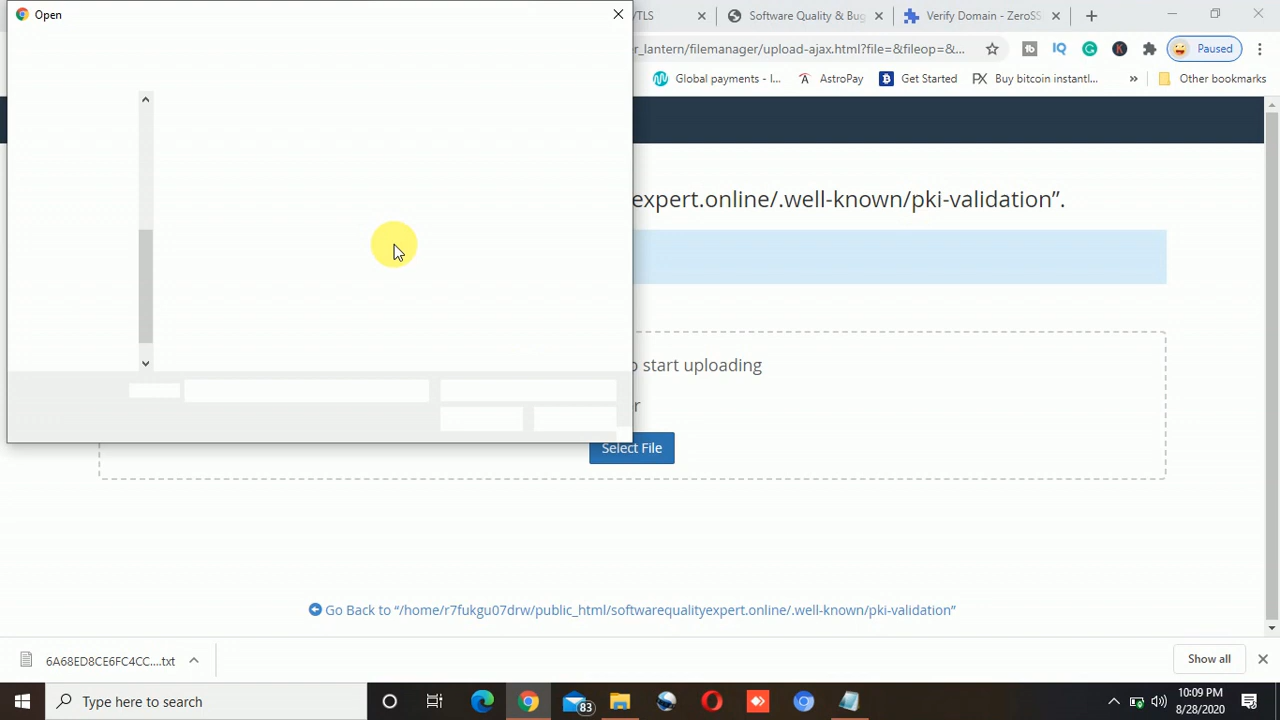 Open
/TLS
Software Quality & Bug
Verify Domain - ZeroSS
er_lantern/filemanager/upload-ajax.html?file=&fileop=&...
Paused
Global payments - I...
AstroPay
Get Started
Buy bitcoin instantl...
»
Other bookmarks
expert.online/.well-known/pki-validation”.
o start uploading
r
Select File
Go Back to “/home/r7fukgu07drw/public_html/softwarequalityexpert.online/.well-known/pki-validation”
6A68ED8CE6FC4CC....txt
Show all
Type here to search
83
10:09 PM
8/28/2020